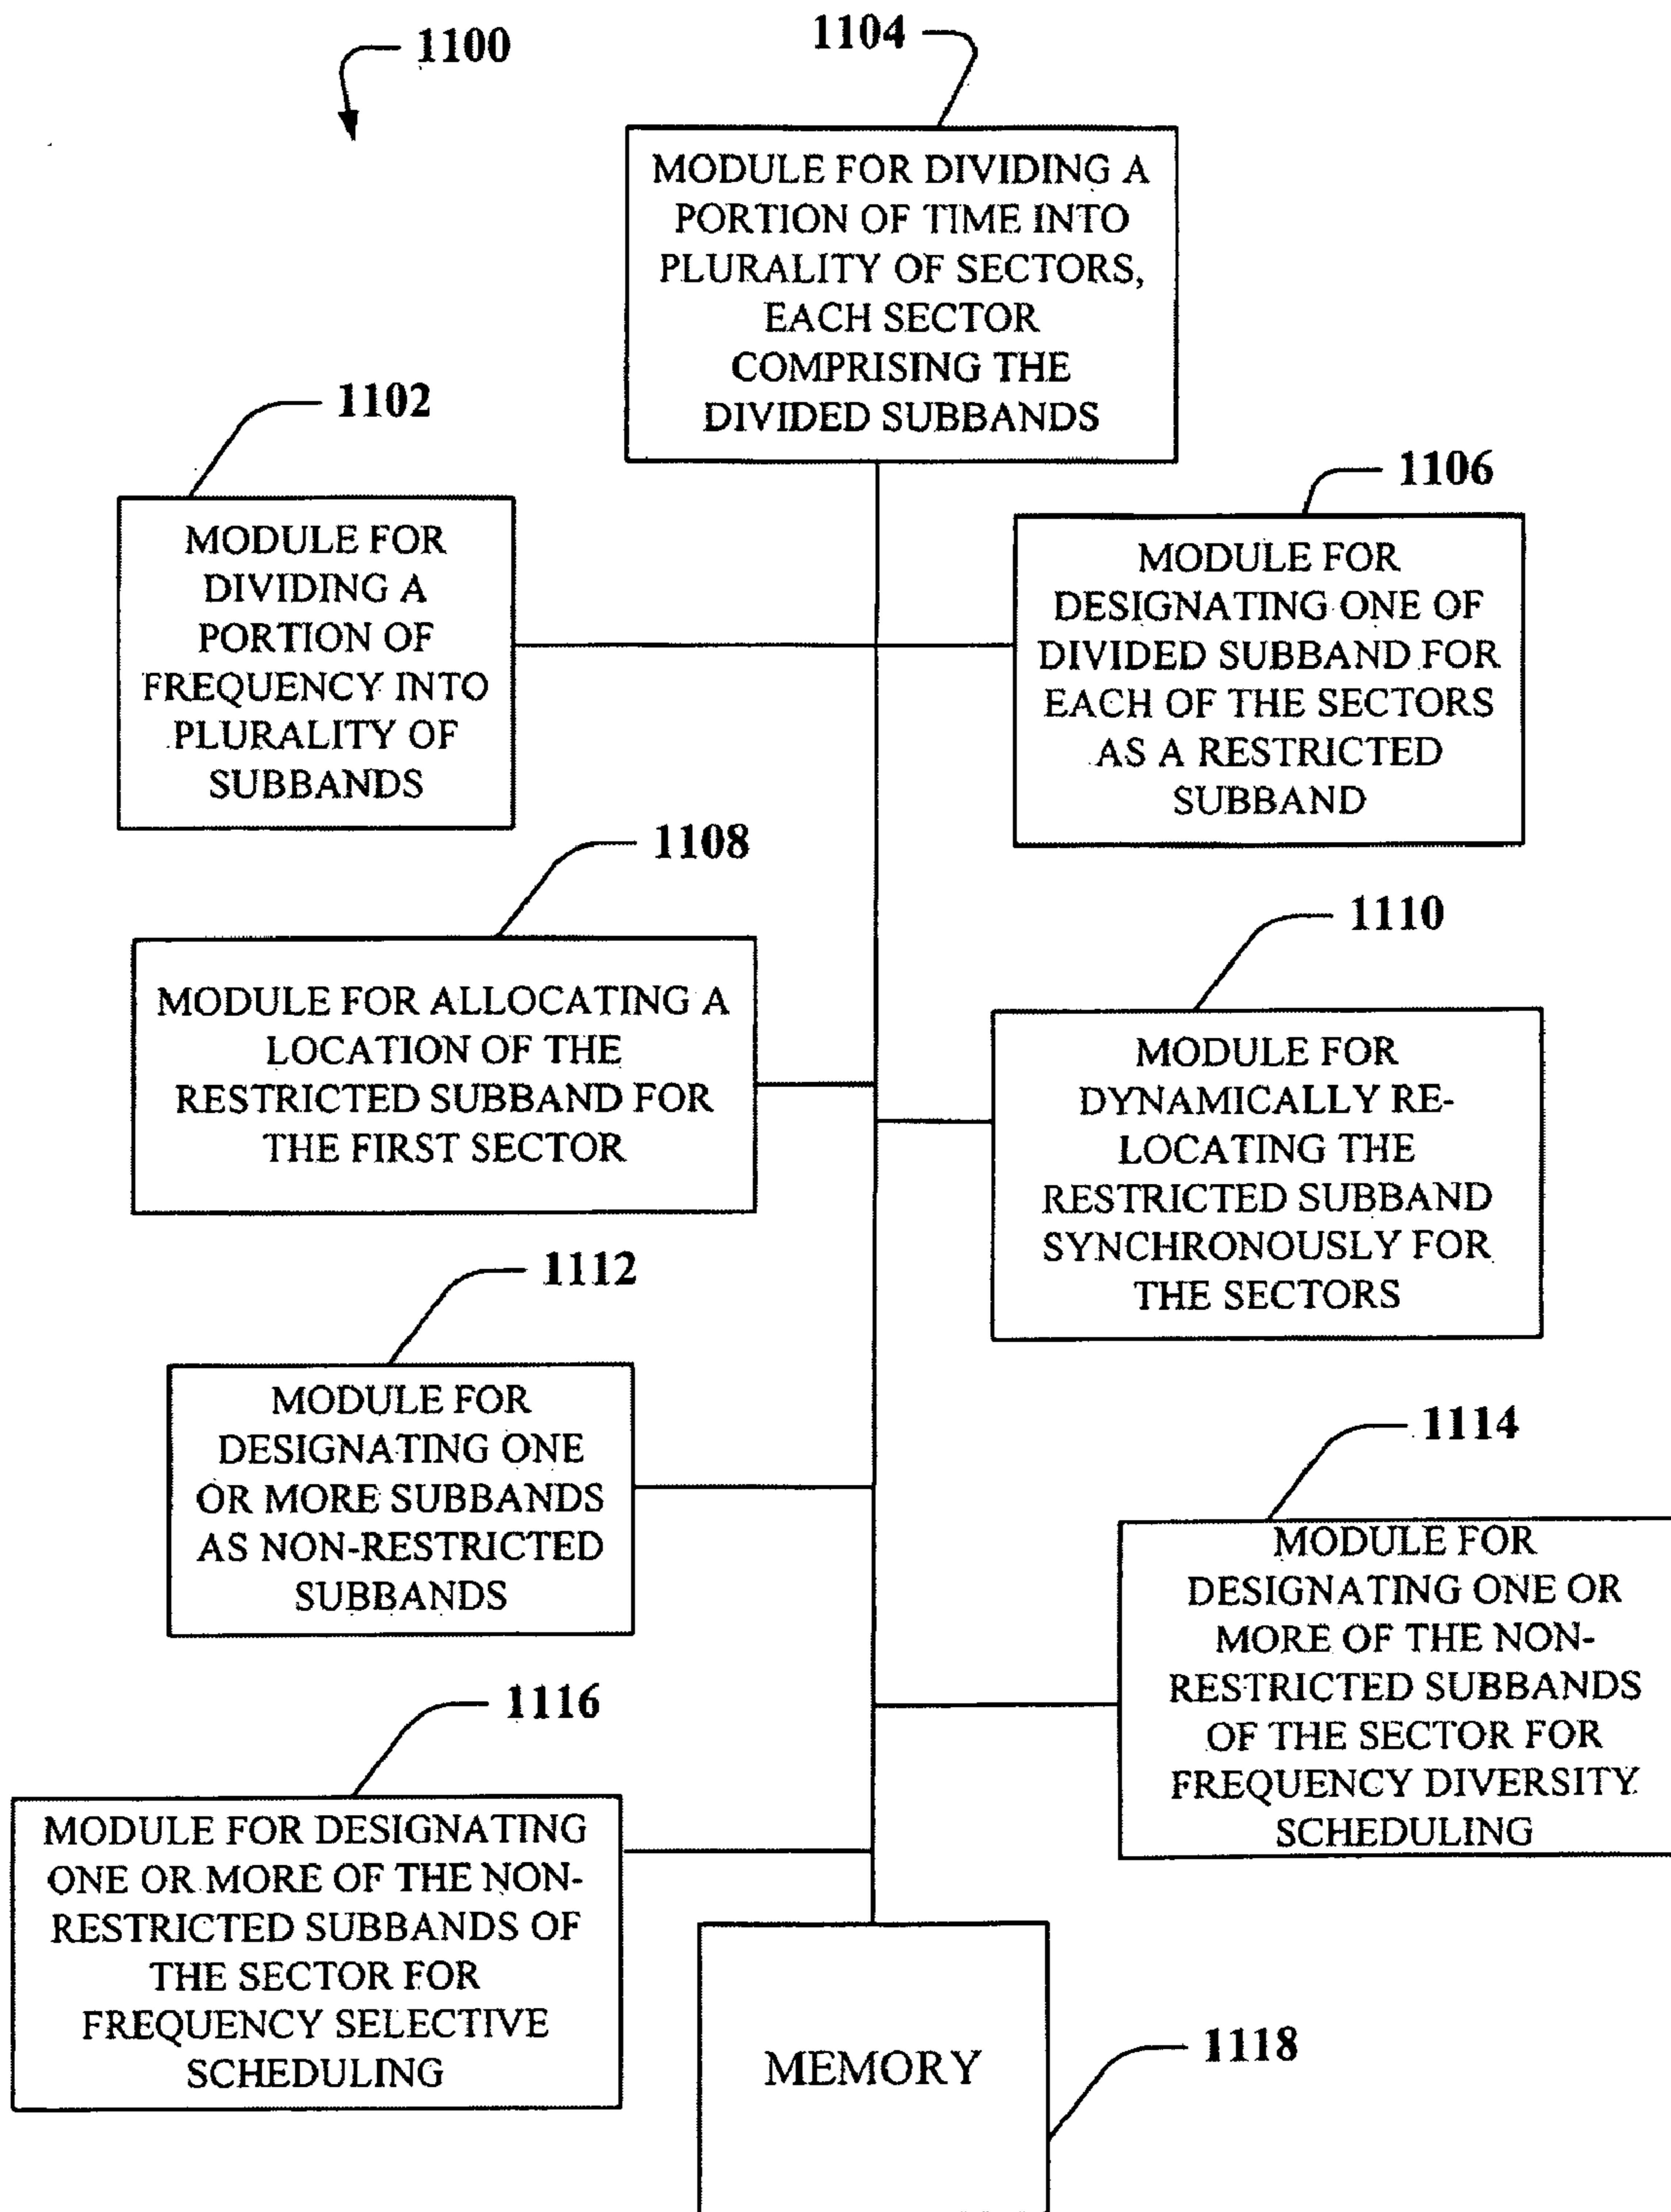 1100
1104
MODULE FOR DIVIDING A
PORTION OF TIME INTO
PLURALITY OF SECTORS,
EACH SECTOR
COMPRISING THE
DIVIDED SUBBANDS
1102
MODULE FOR
DIVIDING A
PORTION OF
FREQUENCY INTO
PLURALITY OF
SUBBANDS
1106
MODULE FOR
DESIGNATING ONE OF
DIVIDED SUBBAND FOR
EACH OF THE SECTORS
AS A RESTRICTED
SUBBAND
1108
MODULE FOR ALLOCATING A
LOCATION OF THE
RESTRICTED SUBBAND FOR
THE FIRST SECTOR
1110
MODULE FOR
DYNAMICALLY RE-
LOCATING THE
RESTRICTED SUBBAND
SYNCHRONOUSLY FOR
THE SECTORS
1112
MODULE FOR
DESIGNATING ONE
OR MORE SUBBANDS
AS NON-RESTRICTED
SUBBANDS
1114
MODULE FOR
DESIGNATING ONE OR
MORE OF THE NON-
RESTRICTED SUBBANDS
OF THE SECTOR FOR
FREQUENCY DIVERSITY
SCHEDULING
1116
MODULE FOR DESIGNATING
ONE OR MORE OF THE NON-
RESTRICTED SUBBANDS OF
THE SECTOR FOR
FREQUENCY SELECTIVE
SCHEDULING
MEMORY
1118